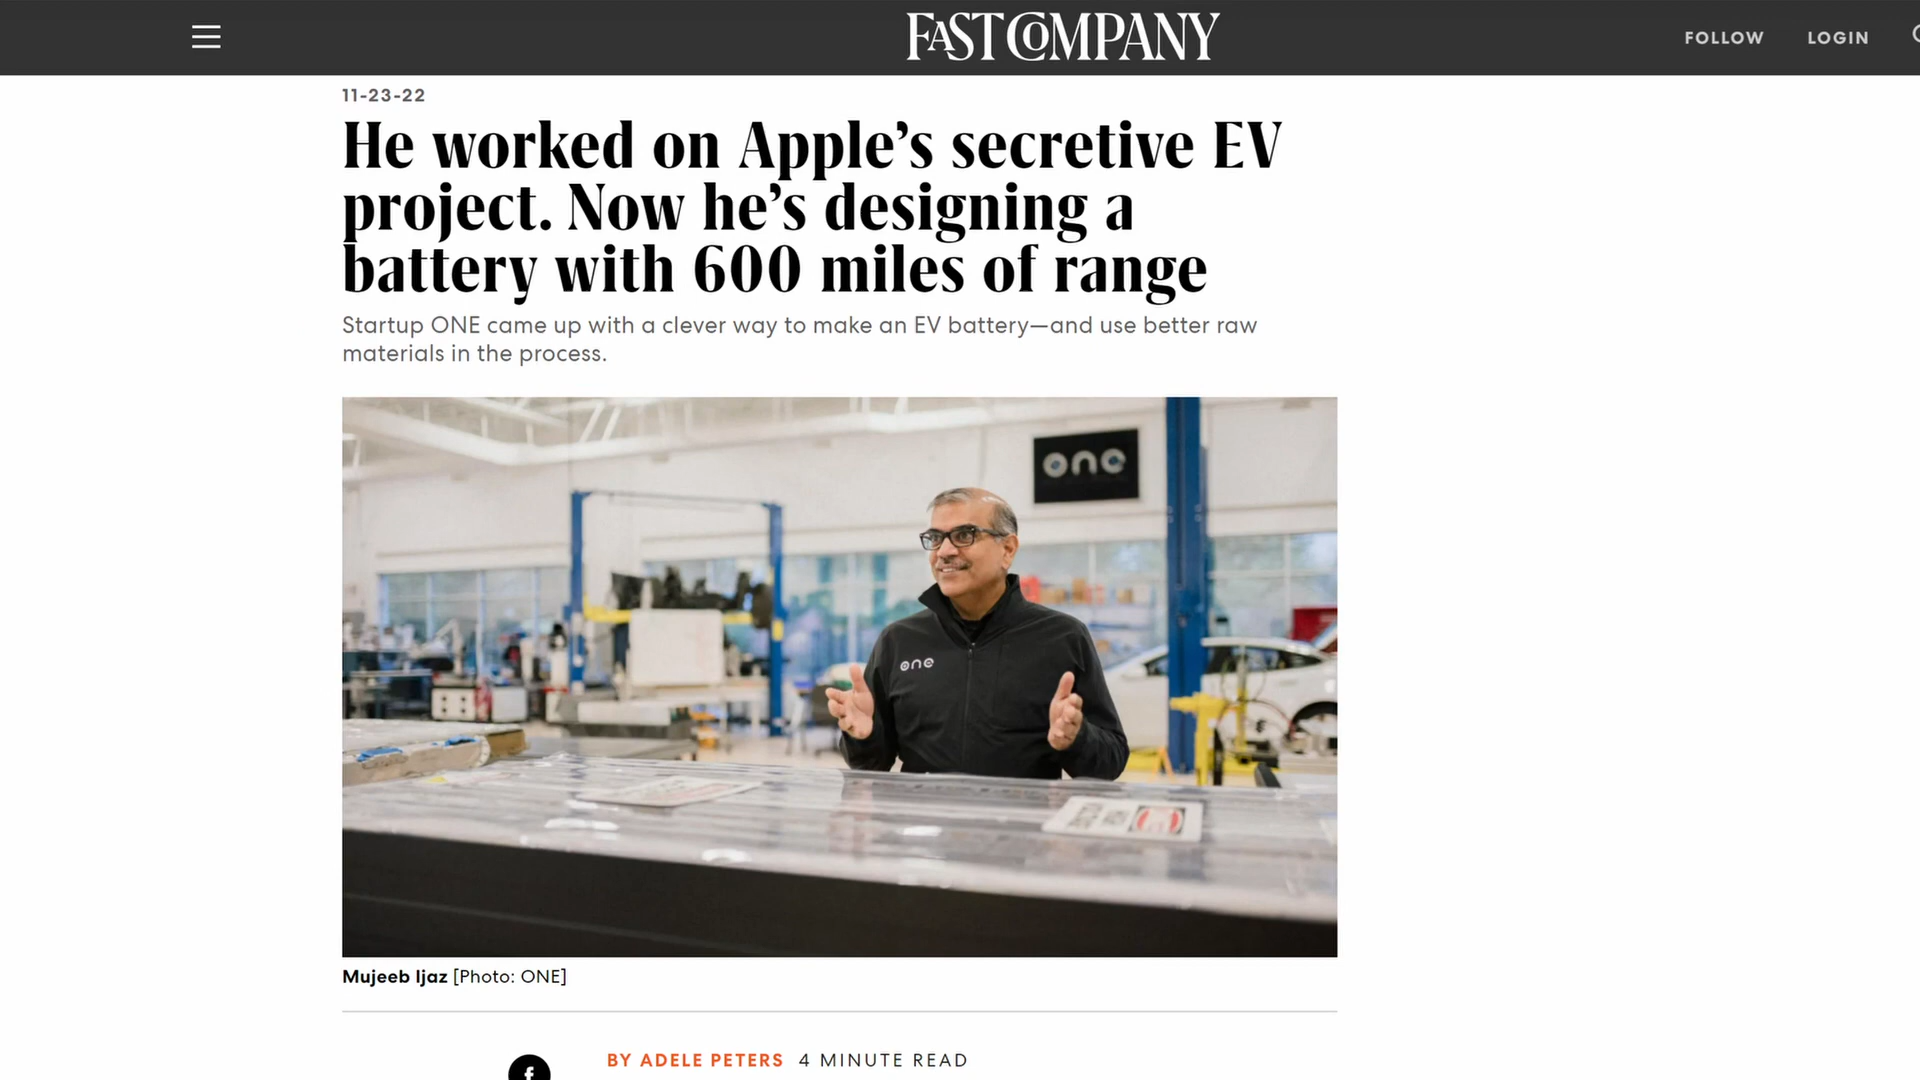 FAST COMPANY
FOLLOW
LOGIN
11-23-22
He worked on Apple’s secretive EV
project. Now he’s designing a
battery with 600 miles of range
Startup ONE came up with a clever way to make an EV battery—and use better raw
materials in the process.
one
one
Mujeeb Ijaz [Photo: ONE]
BY ADELE PETERS 4 MINUTE READ